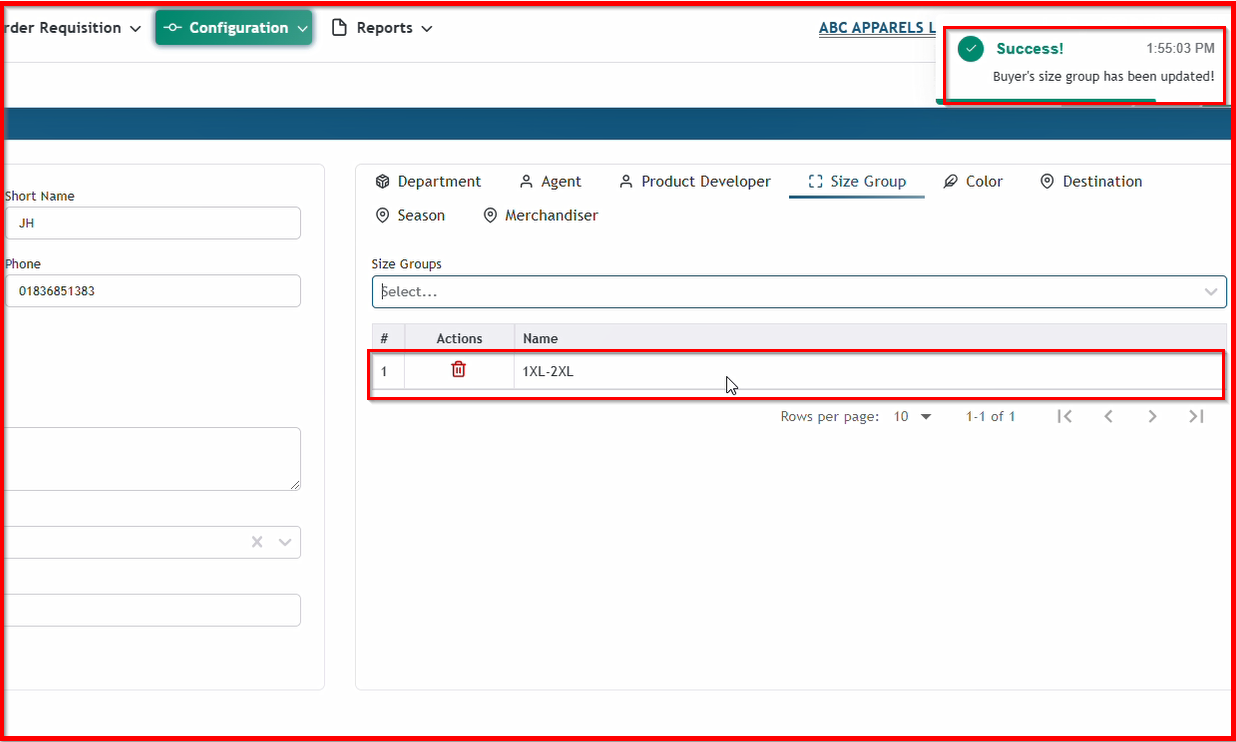 rder Requisition Configuration Reports ABC APPARELS L
Success! 1:55:03 PM
Buyer's size group has been updated!
Department Agent Product Developer Size Group Color Destination
Season Merchandiser
Short Name
JH
Phone
01836851383
Size Groups
Select...
# Actions Name
1 1XL-2XL
Rows per page: 10 1-1 of 1